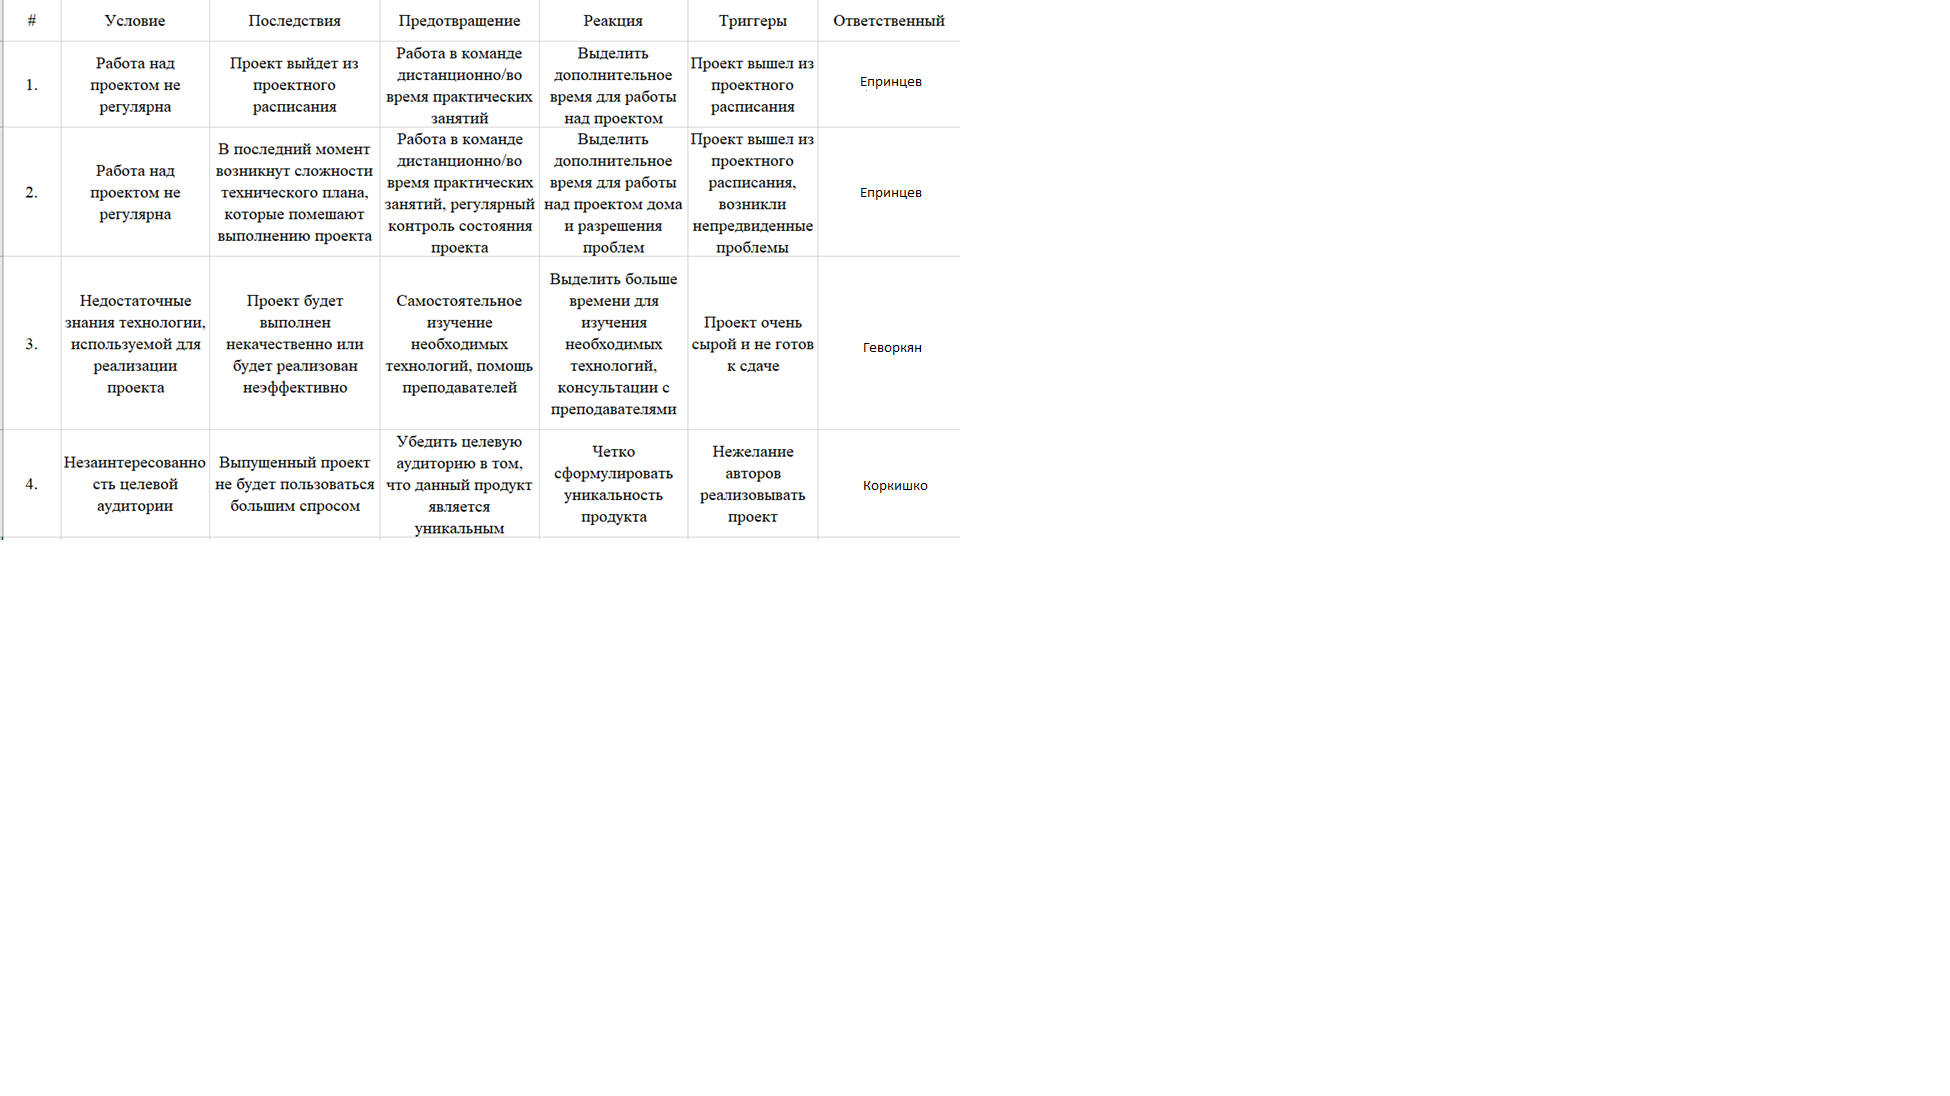 # Условие Последствия Предотвращение Реакция Триггеры Ответственный
1.
Работа над
проектом не
регулярна
Проект выйдет из
проектного
расписания
Работа в команде
дистанционно/во
время практических
занятий
Выделить
дополнительное
время для работы
над проектом
Проект вышел из
проектного
расписания
Епринцев
2.
Работа над
проектом не
регулярна
В последний момент
возникнут сложности
технического плана,
которые помешают
выполнению проекта
Работа в команде
дистанционно/во
время практических
занятий, регулярный
контроль состояния
проекта
Выделить
дополнительное
время для работы
над проектом дома
и разрешения
проблем
Проект вышел из
проектного
расписания,
возникли
непредвиденные
проблемы
Епринцев
3.
Недостаточные
знания технологии,
используемой для
реализации
проекта
Проект будет
выполнен
некачественно или
будет реализован
неэффективно
Самостоятельное
изучение
необходимых
технологий, помощь
преподавателей
Выделить больше
времени для
изучения
необходимых
технологий,
консультации с
преподавателями
Проект очень
сырой и не готов
к сдаче
Геворкян
4.
Незаинтересованно
сть целевой
аудитории
Выпущенный проект
не будет пользоваться
большим спросом
Убедить целевую
аудиторию в том,
что данный продукт
является
уникальным
Четко
сформулировать
уникальность
продукта
Нежелание
авторов
реализовывать
проект
Коркишко